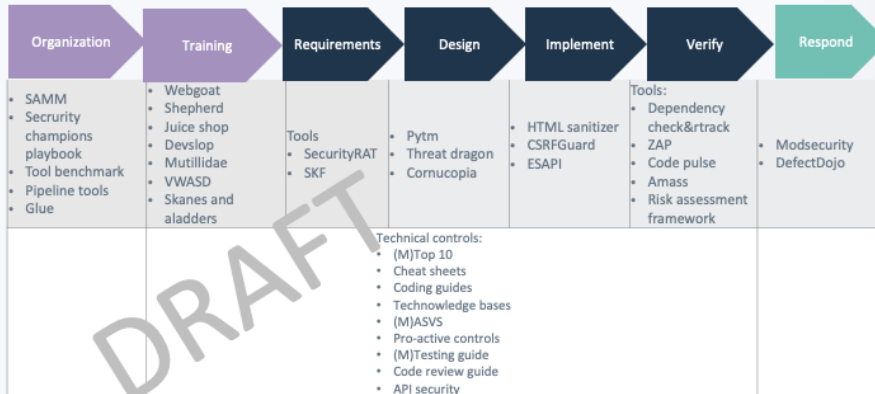 Organization
Training
Requirements
Design
Implement
Verify
Respond
• SAMM
• Secrurity
champions
playbook
• Tool benchmark
• Pipeline tools
• Glue
• Webgoat
• Shepherd
• Juice shop
• Devslop
• Mutillidae
• VWASD
• Skanes and
aladders
Tools
• SecurityRAT
• SKF
• Pytm
• Threat dragon
• Cornucopia
• HTML sanitizer
• CSRFGuard
• ESAPI
Tools:
• Dependency
check&rtrack
• ZAP
• Code pulse
• Amass
• Risk assessment
framework
• Modsecurity
• DefectDojo
Technical controls:
• (M)Top 10
• Cheat sheets
• Coding guides
• Technowledge bases
• (M)ASVS
• Pro-active controls
• (M)Testing guide
• Code review guide
• API security
DRAFT